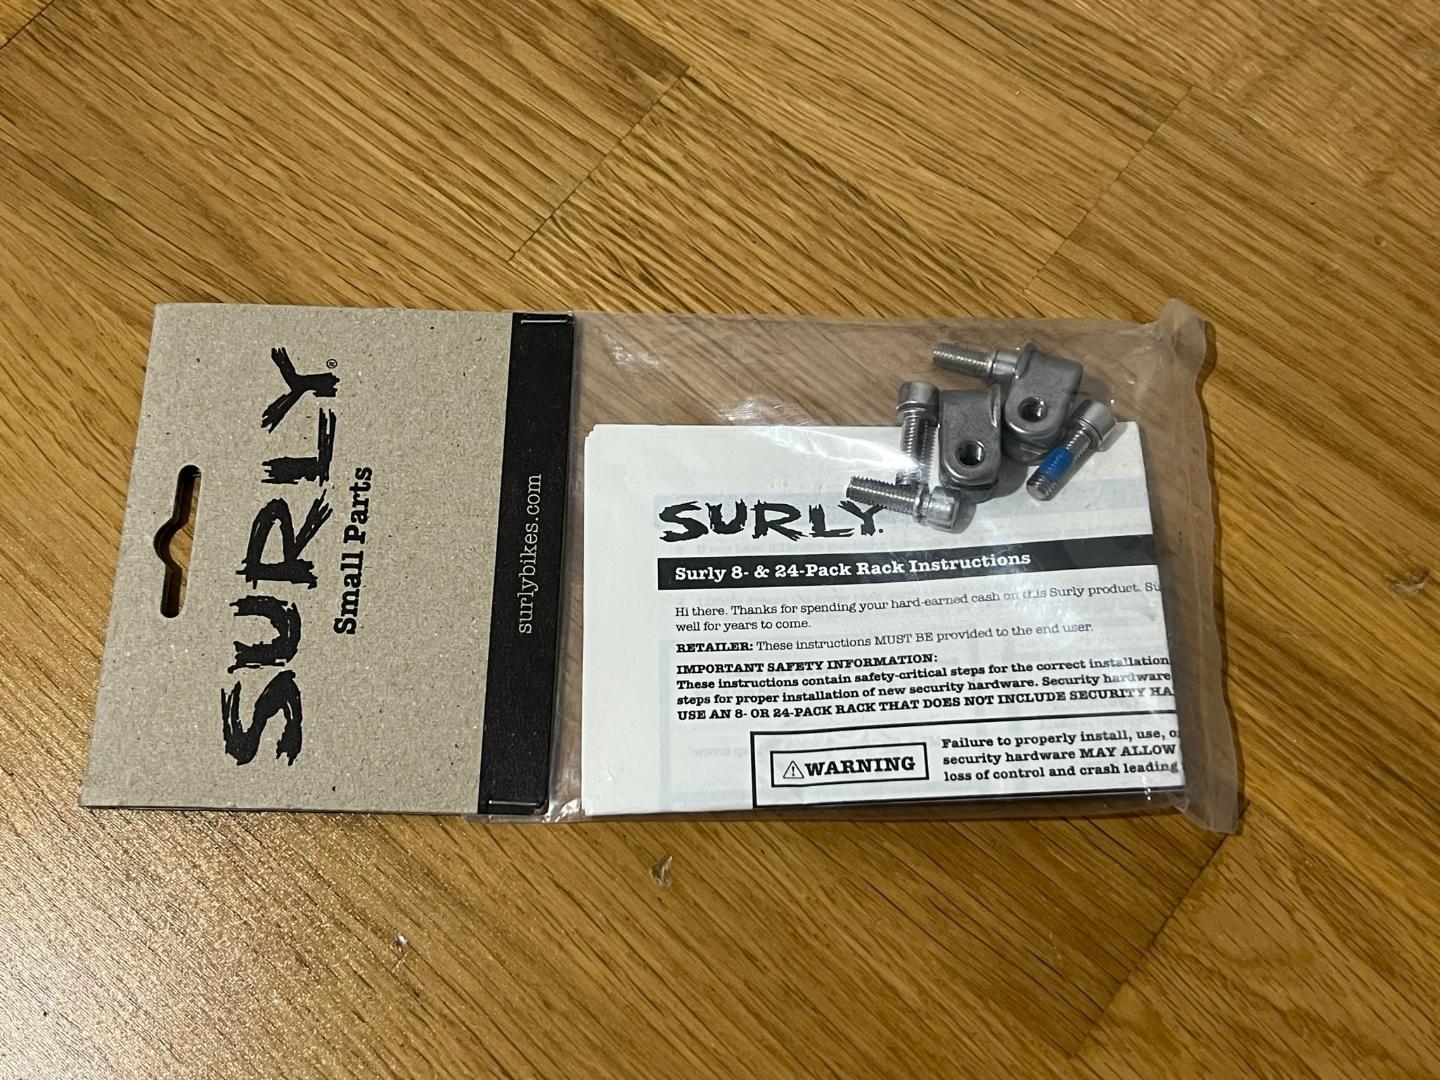 SURLY®
Small Parts
surlybikes.com
SURLY
Surly 8- & 24-Pack Rack Instructions
Hi there. Thanks for spending your hard-earned cash on this Surly product.
well for years to come.
RETAILER: These instructions MUST BE provided to the end user.
IMPORTANT SAFETY INFORMATION:
These instructions contain safety-critical steps for the correct installation
steps for proper installation of new security hardware. Security hardware
USE AN 8- OR 24-PACK RACK THAT DOES NOT INCLUDE SECURITY
WARNING
Failure to properly install, use,
security hardware MAY ALLOW
loss of control and crash leading